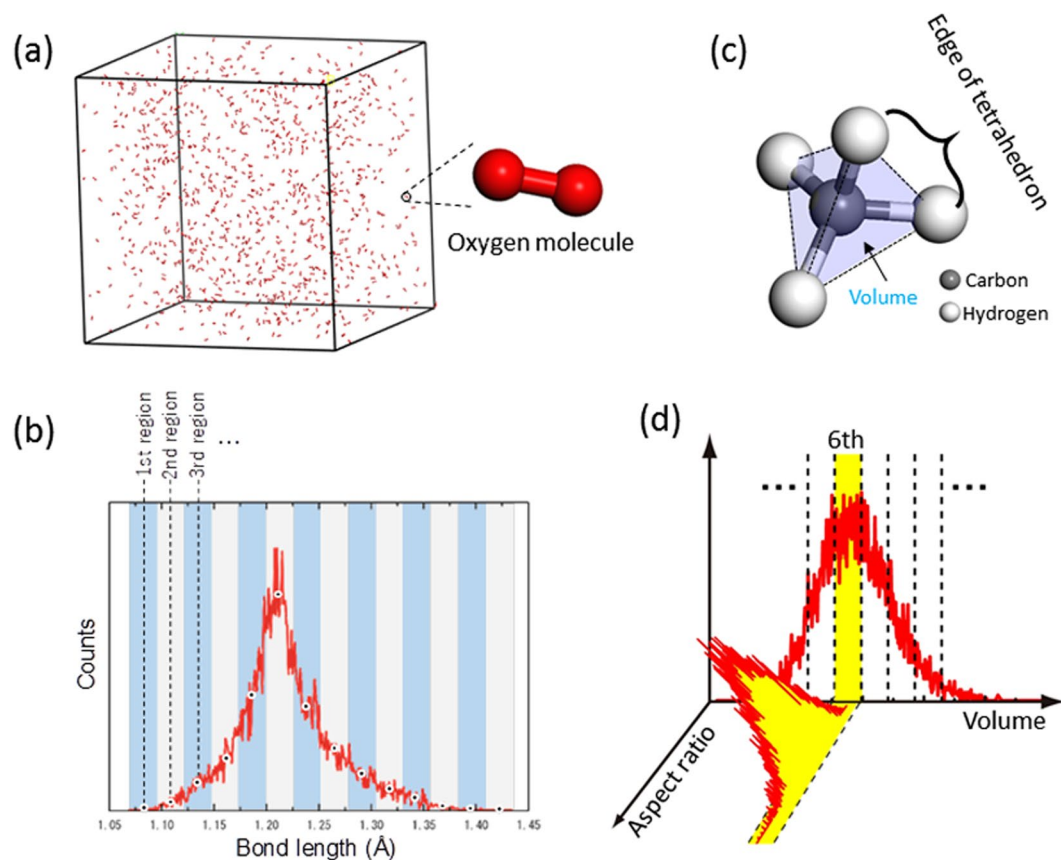 (a)
Oxygen molecule
(c)
Edge of tetrahedron
Volume
Carbon
Hydrogen
(b)
1st region
2nd region
3rd region
...
Counts
1.05 1.10 1.15 1.20 1.25 1.30 1.35 1.40 1.45
Bond length (Å)
(d)
6th
... ...
Volume
Aspect ratio